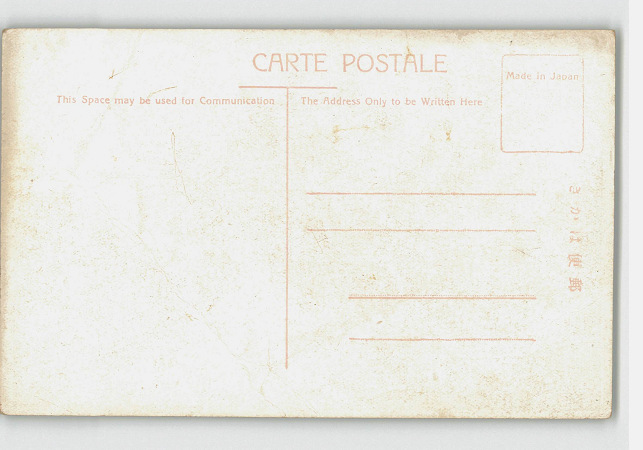 CARTE POSTALE
Made in Japan
This Space may be used for Communication
The Address Only to be Written Here
郵便はかき